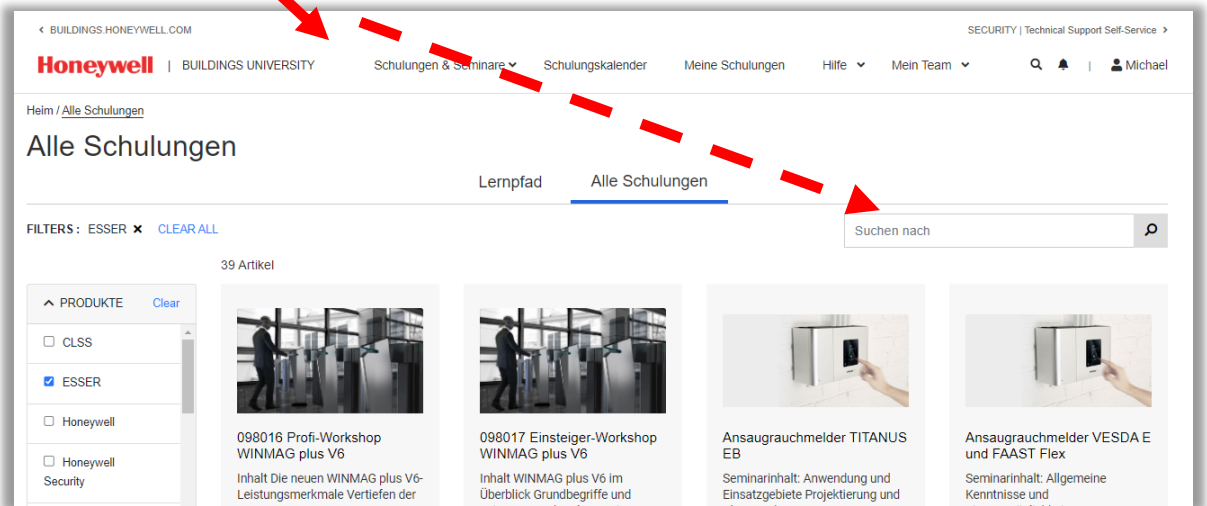 BUILDINGS.HONEYWELL.COM
SECURITY | Technical Support Self-Service
Honeywell | BUILDINGS UNIVERSITY
Schulungen & Seminare
Schulungskalender
Meine Schulungen
Hilfe
Mein Team
Michael
Heim / Alle Schulungen
Alle Schulungen
Lernpfad
Alle Schulungen
FILTERS : ESSER × CLEAR ALL
Suchen nach
39 Artikel
PRODUKTE
Clear
CLSS
ESSER
Honeywell
Honeywell
Security
098016 Profi-Workshop
WINMAG plus V6
Inhalt Die neuen WINMAG plus V6-
Leistungsmerkmale Vertiefen der
098017 Einsteiger-Workshop
WINMAG plus V6
Inhalt WINMAG plus V6 im
Überblick Grundbegriffe und
Ansaugrauchmelder TITANUS
EB
Seminarinhalt: Anwendung und
Einsatzgebiete Projektierung und
Ansaugrauchmelder VESDA E
und FAAST Flex
Seminarinhalt: Allgemeine
Kenntnisse und